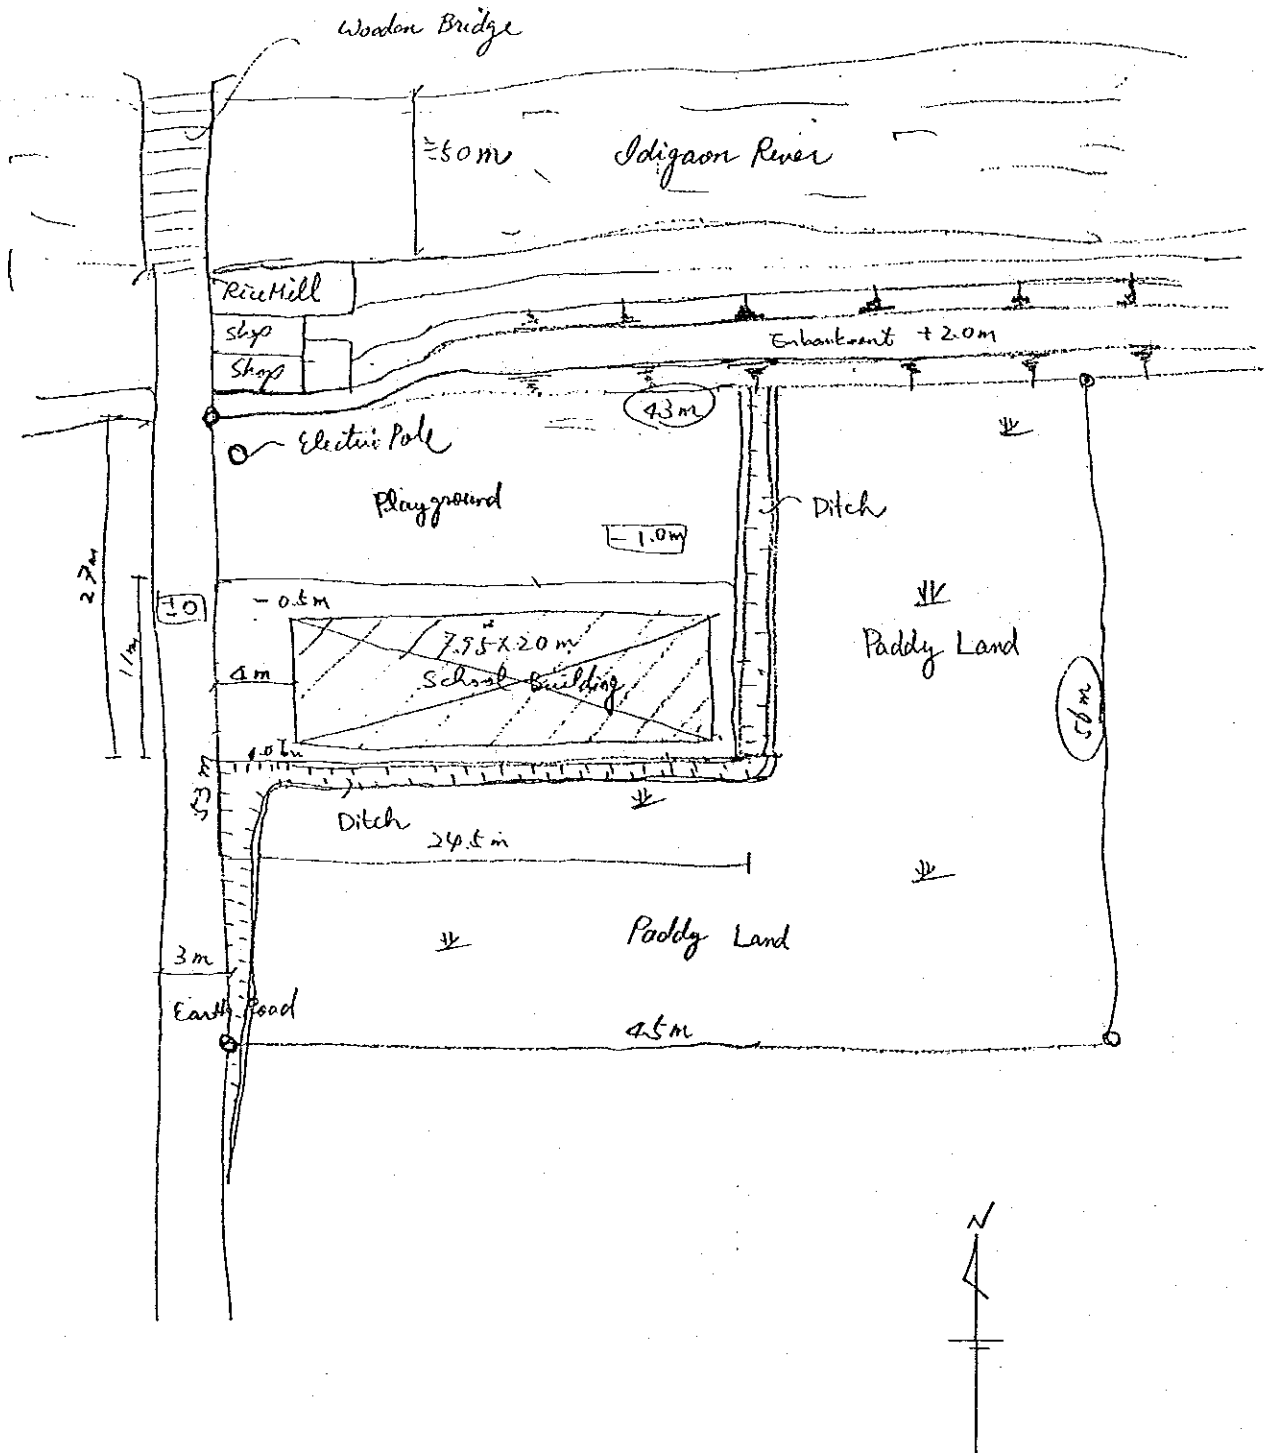 Wooden Bridge
≒50m
Idigaon River
Rice Mill
Shop
Shop
Enbankment +2.0m
43m
Electric Pole
Playground
Ditch
-1.0m
27m
11m
±0
-0.5m
7.95×20m
School Building
4m
Paddy Land
56m
53m
Ditch
24.5m
Paddy Land
3m
Earth Road
45m
N